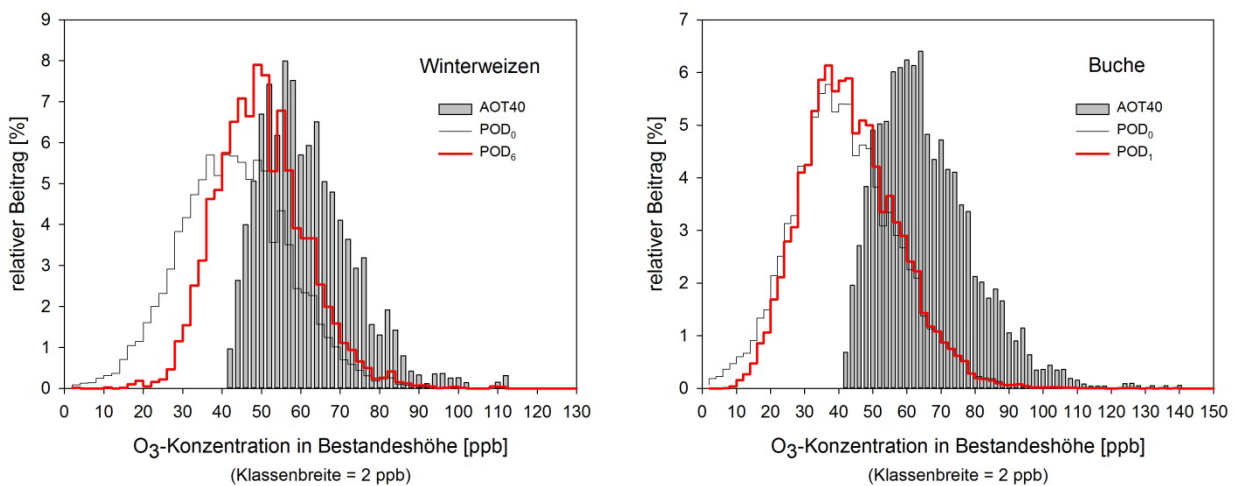 9
8
7
6
5
4
3
2
1
0
relativer Beitrag [%]
Winterweizen
AOT40
POD0
POD6
0 10 20 30 40 50 60 70 80 90 100 110 120 130
O3-Konzentration in Bestandeshöhe [ppb]
(Klassenbreite = 2 ppb)
7
6
5
4
3
2
1
0
relativer Beitrag [%]
Buche
AOT40
POD0
POD1
0 10 20 30 40 50 60 70 80 90 100 110 120 130 140 150
O3-Konzentration in Bestandeshöhe [ppb]
(Klassenbreite = 2 ppb)